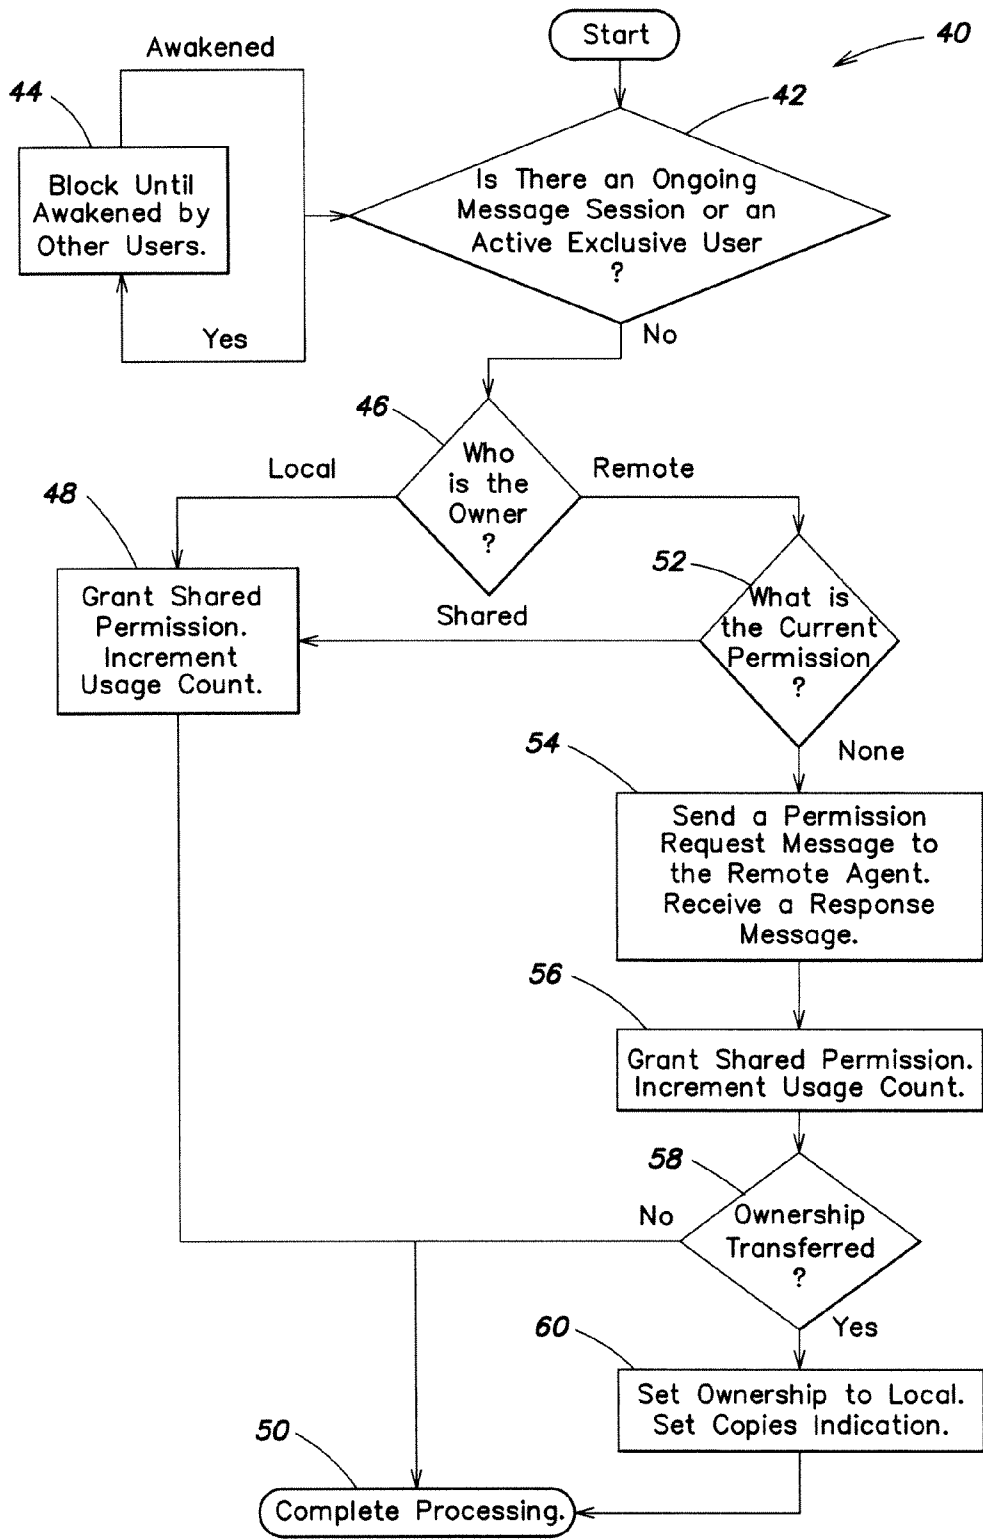 Start
40
Awakened
44
42
Block Until
Awakened by
Other Users.
Is There an Ongoing
Message Session or an
Active Exclusive User
?
Yes
No
46
Who
is the
Owner
?
Local
Remote
48
52
Grant Shared
Permission.
Increment
Usage Count.
Shared
What is
the Current
Permission
?
None
54
Send a Permission
Request Message to
the Remote Agent.
Receive a Response
Message.
56
Grant Shared Permission.
Increment Usage Count.
58
No
Ownership
Transferred
?
Yes
60
Set Ownership to Local.
Set Copies Indication.
50
Complete Processing.